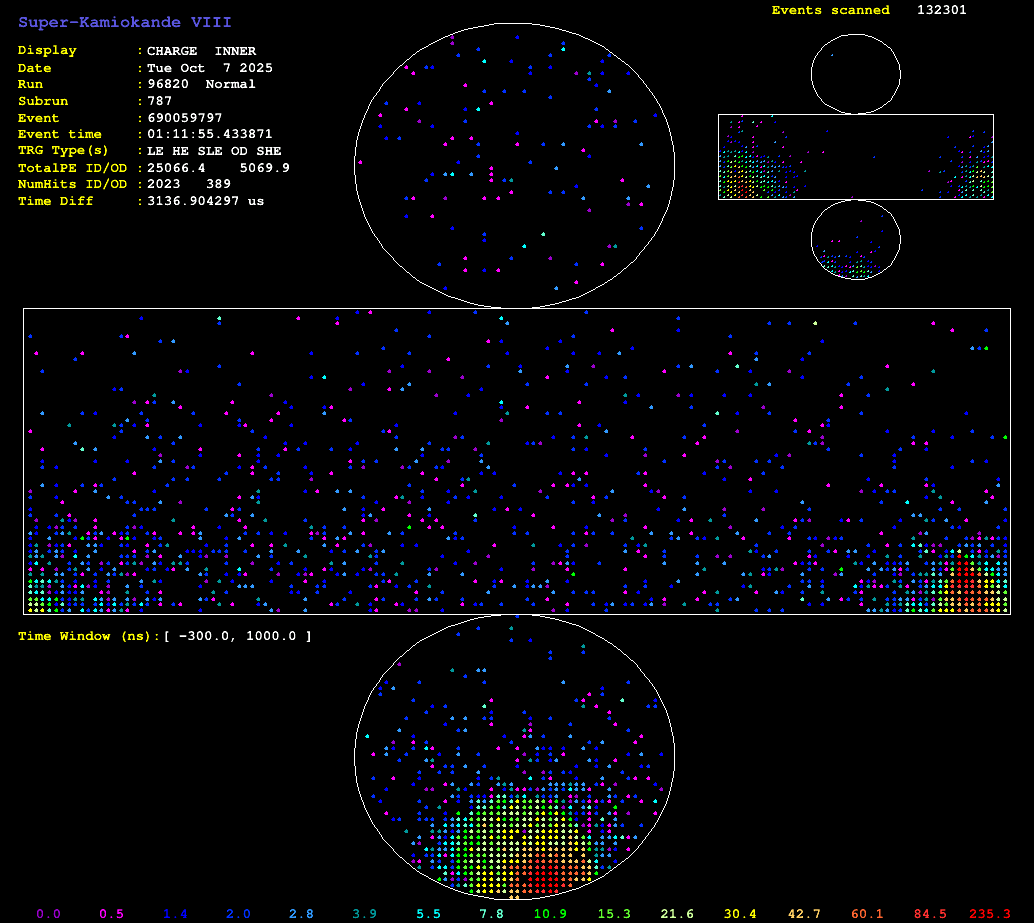 Super-Kamiokande VIII
Events scanned 132301
Display : CHARGE INNER
Date : Tue Oct 7 2025
Run : 96820 Normal
Subrun : 787
Event : 690059797
Event time : 01:11:55.433871
TRG Type(s) : LE HE SLE OD SHE
TotalPE ID/OD : 25066.4 5069.9
NumHits ID/OD : 2023 389
Time Diff : 3136.904297 us
Time Window (ns):[ -300.0, 1000.0 ]
0.0 0.5 1.4 2.0 2.8 3.9 5.5 7.8 10.9 15.3 21.6 30.4 42.7 60.1 84.5 235.3